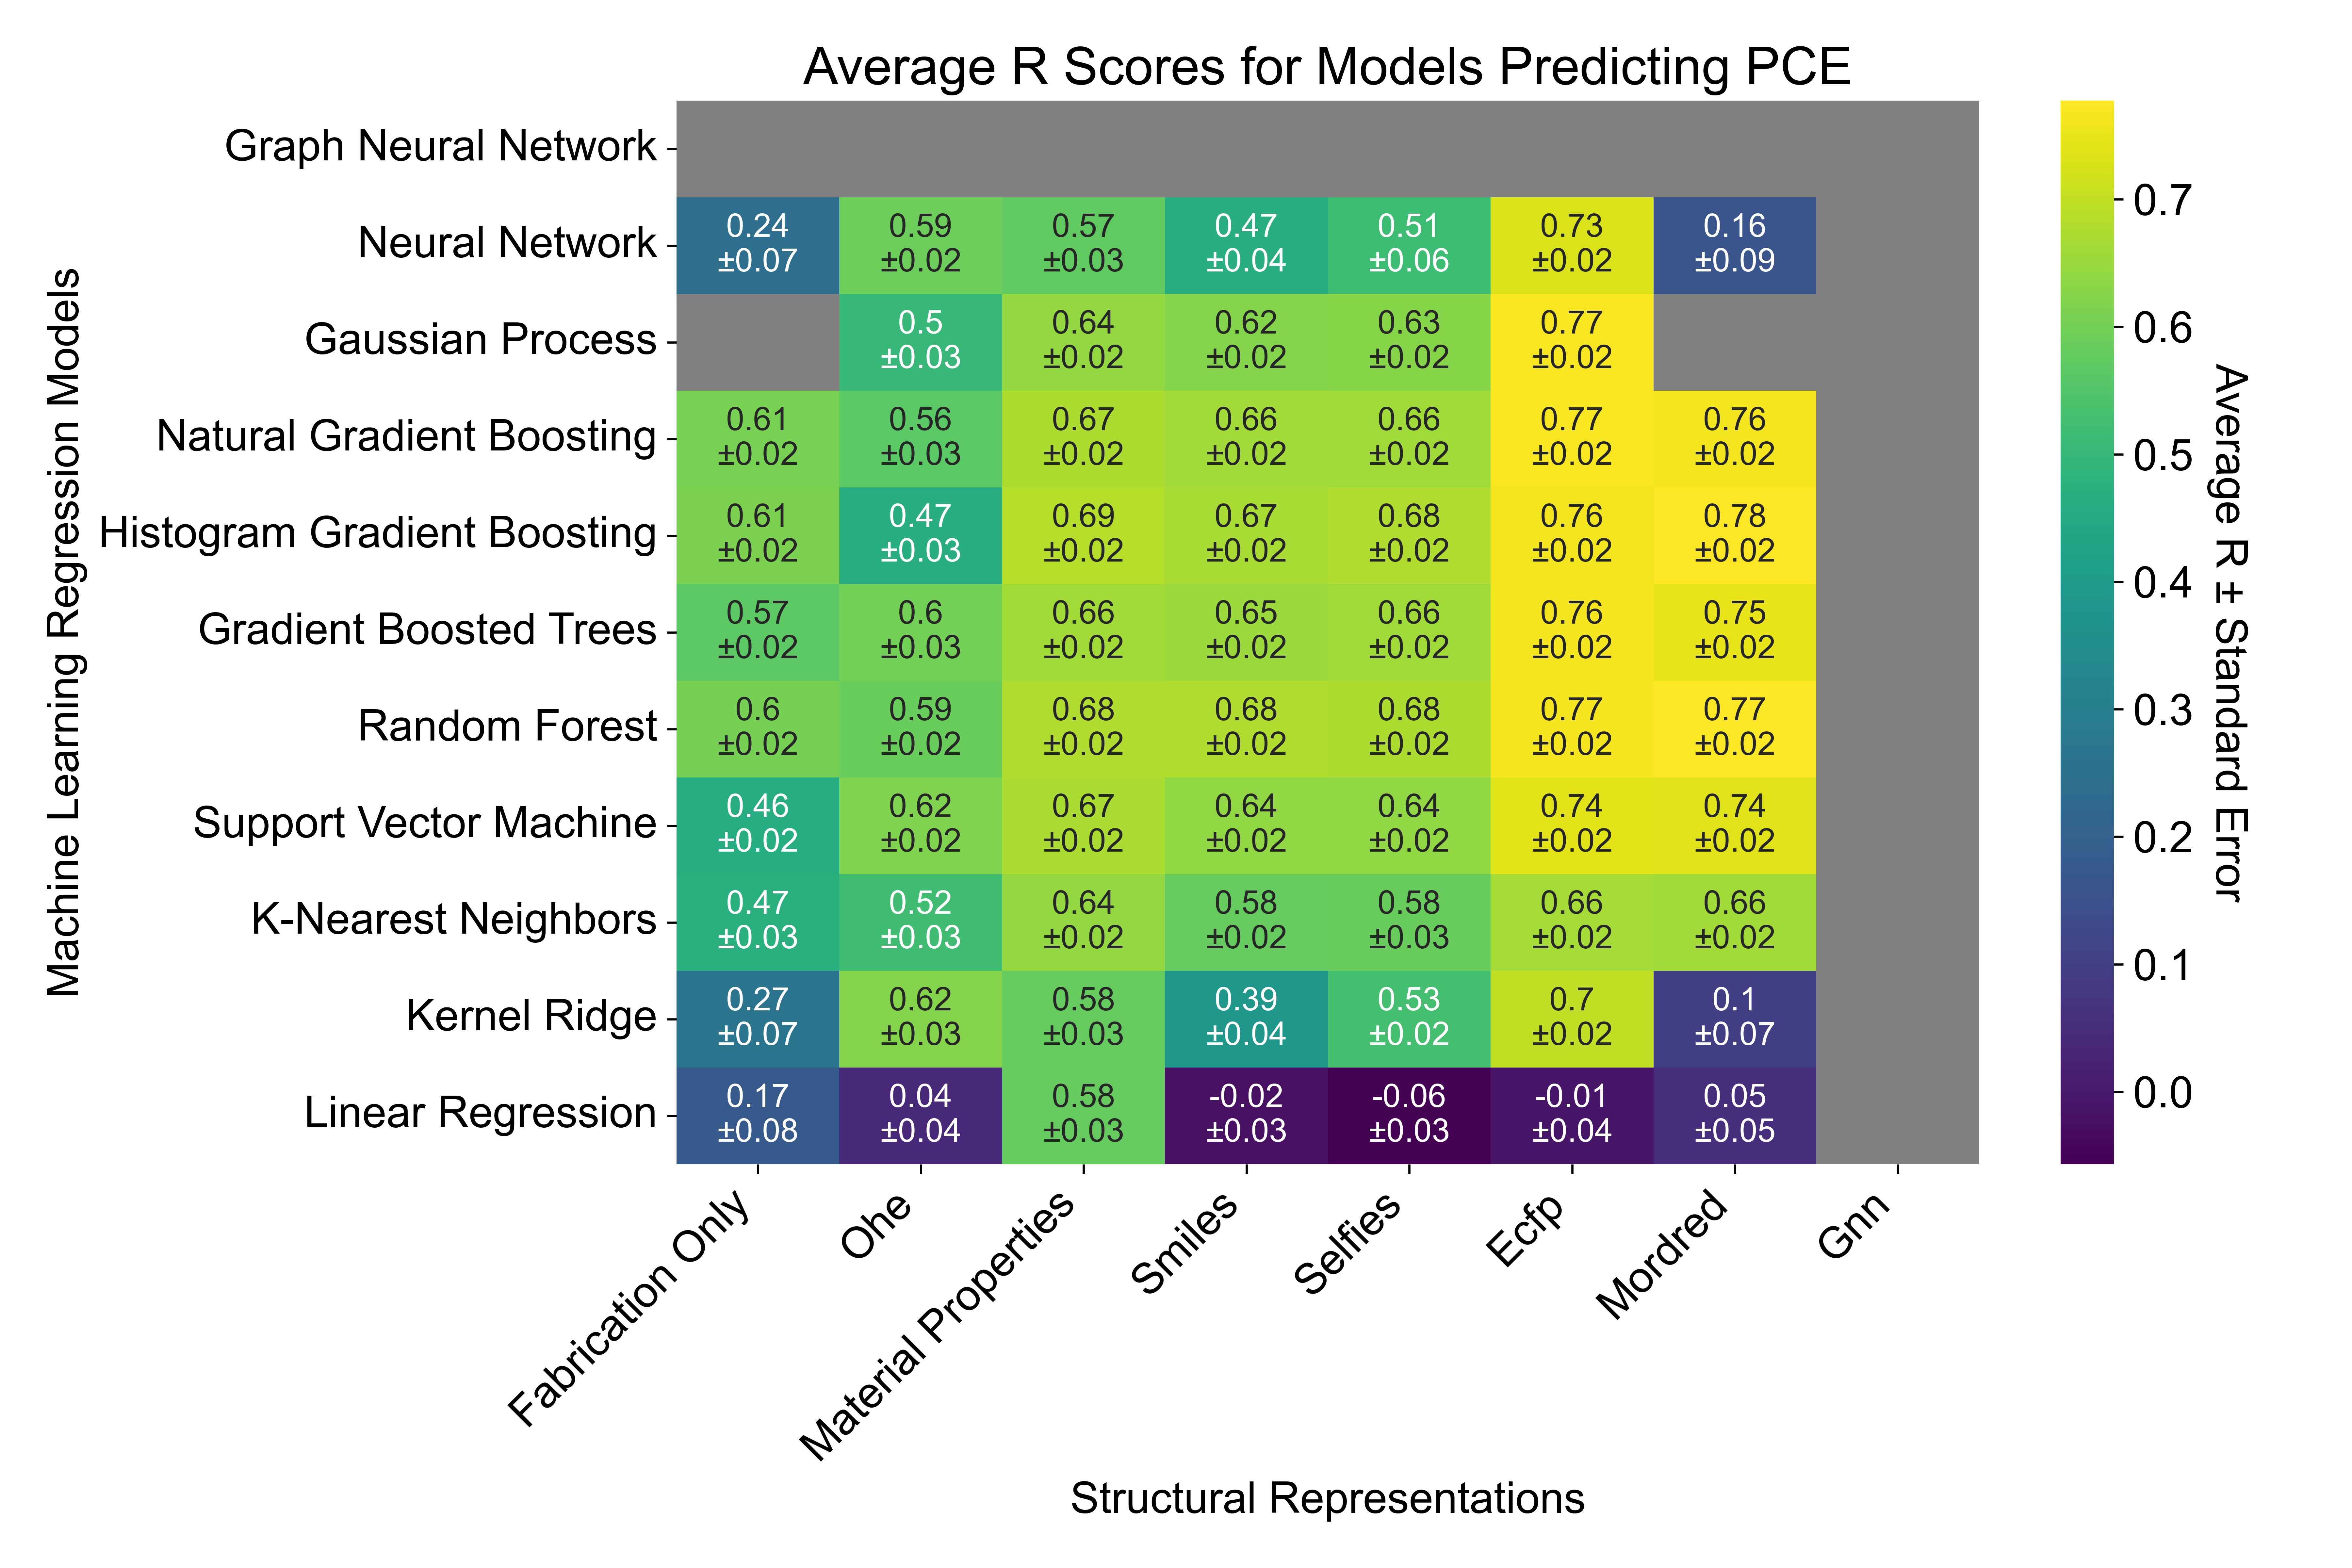 Average R Scores for Models Predicting PCE
Machine Learning Regression Models
Graph Neural Network
Neural Network
0.24 0.59 0.57 0.47 0.51 0.73 0.16
±0.07 ±0.02 ±0.03 ±0.04 ±0.06 ±0.02 ±0.09
Gaussian Process
0.5 0.64 0.62 0.63 0.77
±0.03 ±0.02 ±0.02 ±0.02 ±0.02
Natural Gradient Boosting
0.61 0.56 0.67 0.66 0.66 0.77 0.76
±0.02 ±0.03 ±0.02 ±0.02 ±0.02 ±0.02 ±0.02
Histogram Gradient Boosting
0.61 0.47 0.69 0.67 0.68 0.76 0.78
±0.02 ±0.03 ±0.02 ±0.02 ±0.02 ±0.02 ±0.02
Gradient Boosted Trees
0.57 0.6 0.66 0.65 0.66 0.76 0.75
±0.02 ±0.03 ±0.02 ±0.02 ±0.02 ±0.02 ±0.02
Random Forest
0.6 0.59 0.68 0.68 0.68 0.77 0.77
±0.02 ±0.02 ±0.02 ±0.02 ±0.02 ±0.02 ±0.02
Support Vector Machine
0.46 0.62 0.67 0.64 0.64 0.74 0.74
±0.02 ±0.02 ±0.02 ±0.02 ±0.02 ±0.02 ±0.02
K-Nearest Neighbors
0.47 0.52 0.64 0.58 0.58 0.66 0.66
±0.03 ±0.03 ±0.02 ±0.02 ±0.03 ±0.02 ±0.02
Kernel Ridge
0.27 0.62 0.58 0.39 0.53 0.7 0.1
±0.07 ±0.03 ±0.03 ±0.04 ±0.02 ±0.02 ±0.07
Linear Regression
0.17 0.04 0.58 -0.02 -0.06 -0.01 0.05
±0.08 ±0.04 ±0.03 ±0.03 ±0.03 ±0.04 ±0.05
Fabrication Only
Ohe
Material Properties
Smiles
Selfies
Ecfp
Mordred
Gnn
Structural Representations
0.7
0.6
0.5
0.4
0.3
0.2
0.1
0.0
Average R ± Standard Error